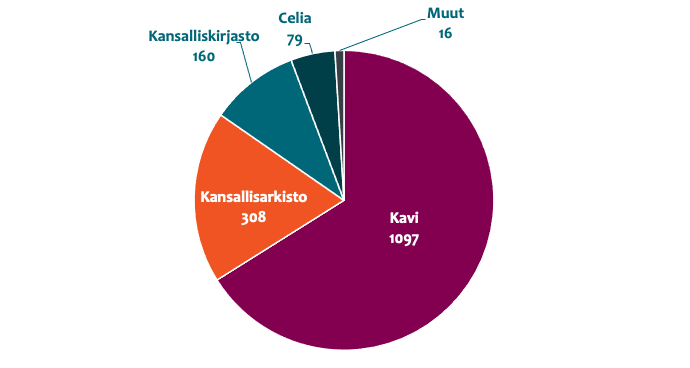 Muut
16
Celia
79
Kansalliskirjasto
160
Kansallisarkisto
308
Kavi
1097